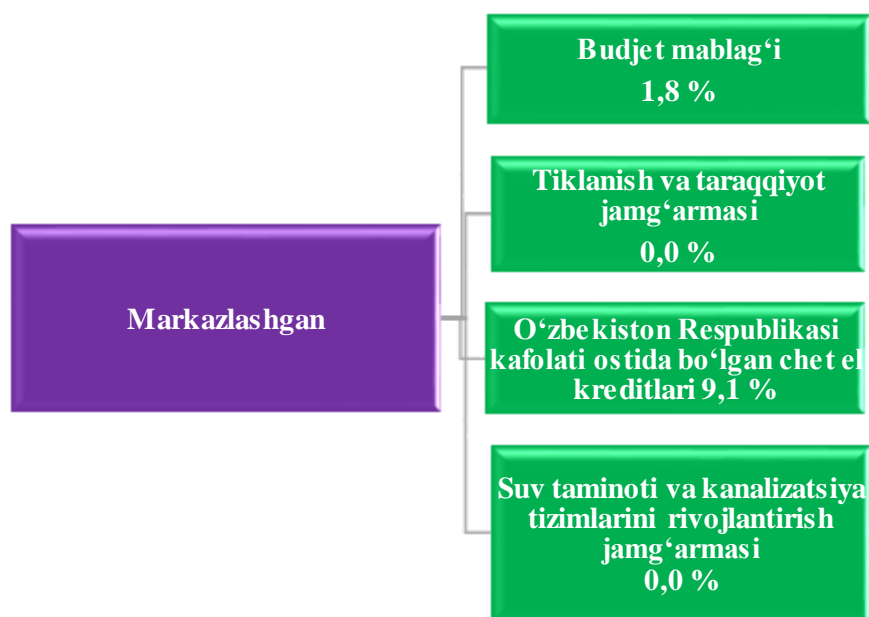 Markazlashgan
Budjet mablag‘i
1,8 %
Tiklanish va taraqqiyot
jamg‘armasi
0,0 %
O‘zbekiston Respublikasi
kafolati ostida bo‘lgan chet el
kreditlari 9,1 %
Suv taminoti va kanalizatsiya
tizimlarini rivojlantirish
jamg‘armasi
0,0 %